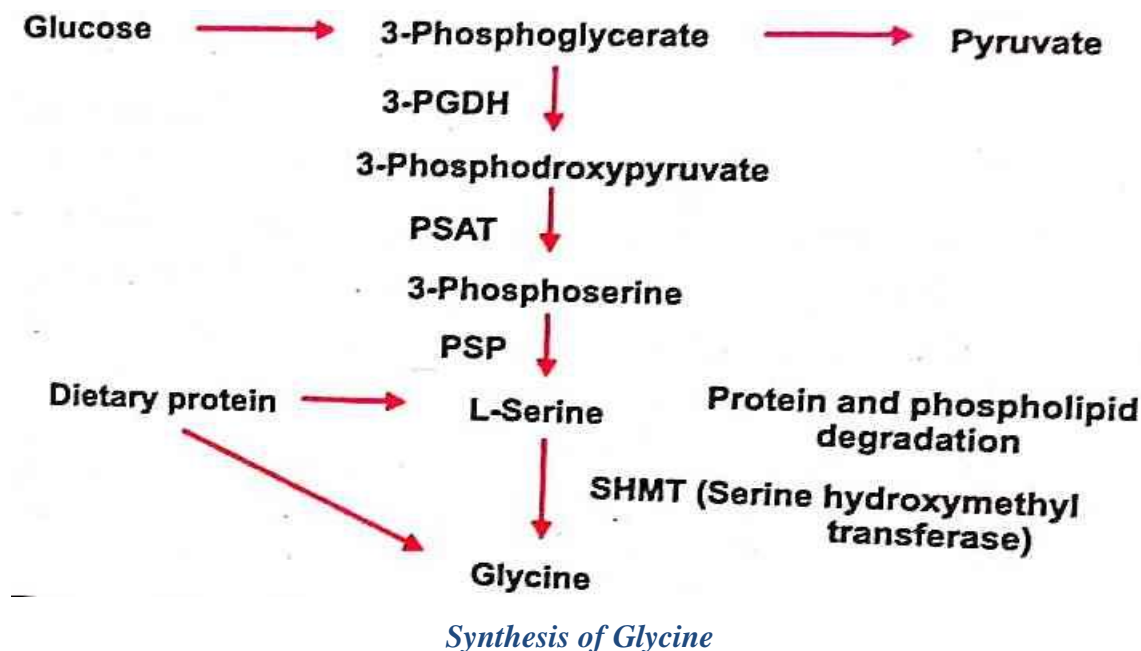 Glucose 3-Phosphoglycerate Pyruvate
3-PGDH
3-Phosphodroxypyruvate
PSAT
3-Phosphoserine
PSP
Dietary protein L-Serine Protein and phospholipid
degradation
SHMT (Serine hydroxymethyl
transferase)
Glycine
Synthesis of Glycine